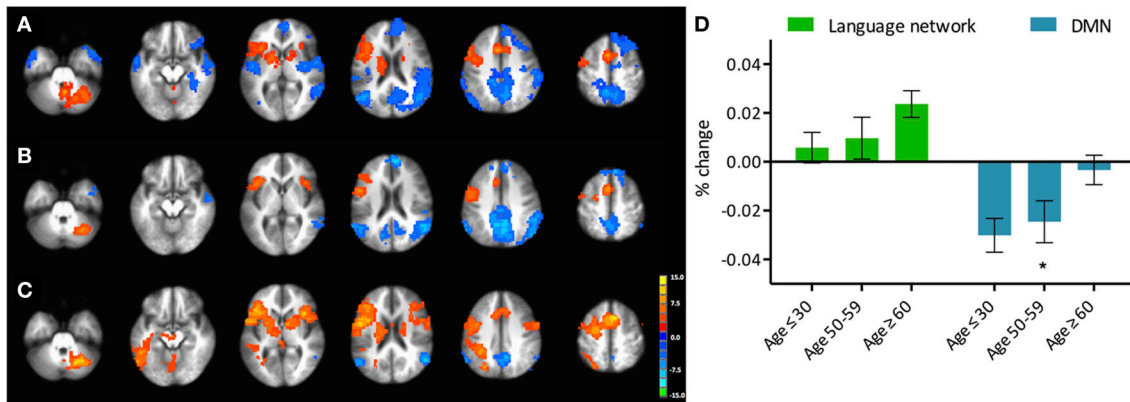 A
B
C
15.0
7.5
0.0
-7.5
-15.0
D
Language network
DMN
% change
0.04
0.02
0.00
-0.02
-0.04
*
Age ≤ 30
Age 50-59
Age ≥ 60
Age ≤ 30
Age 50-59
Age ≥ 60